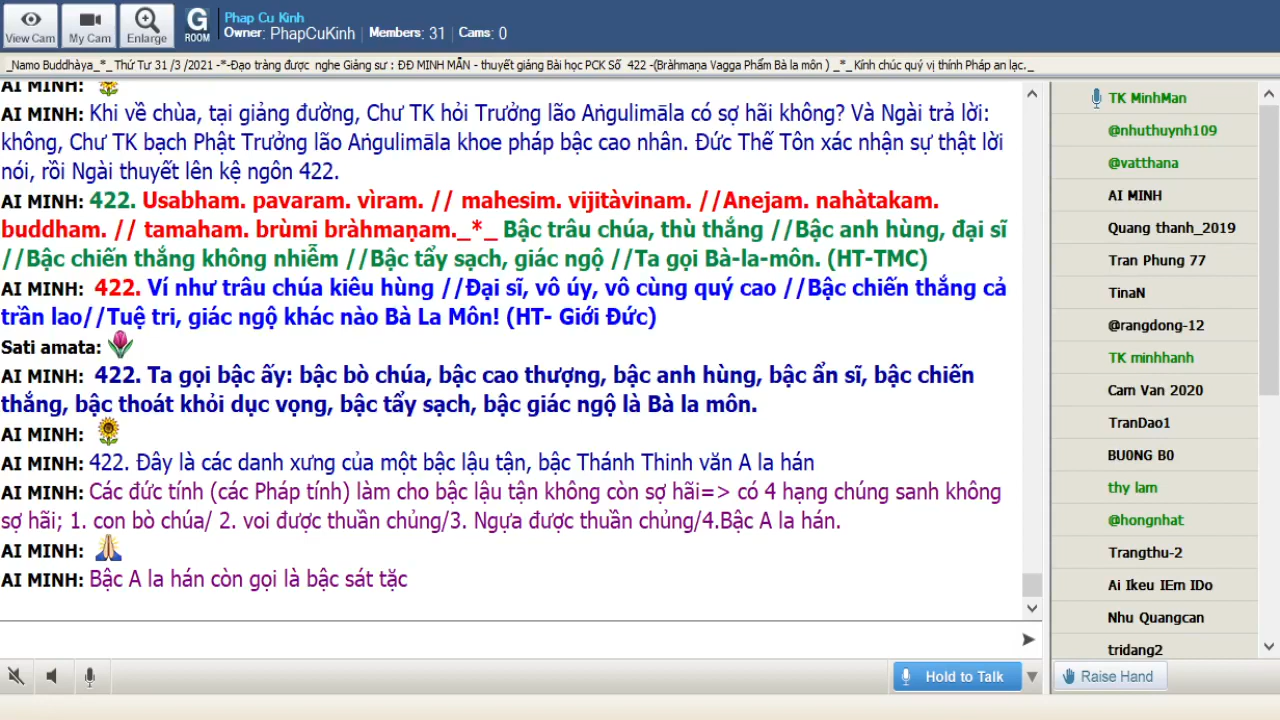 Phap Cu Kinh
Owner: PhapCuKinh | Members: 31 | Cams: 0
View Cam
My Cam
Enlarge
G
ROOM
_Namo Buddhàya_*_ Thứ Tư 31 /3 /2021 -*-Đạo tràng được nghe Giảng sư : ĐĐ MINH MẪN - thuyết giảng Bài học PCK Số 422 -(Bràhmaṇa Vagga Phẩm Bà la môn ) _*_ Kính chúc quý vị thính Pháp an lạc._
AI MINH:
AI MINH: Khi về chùa, tại giảng đường, Chư TK hỏi Trưởng lão Aṅgulimāla có sợ hãi không? Và Ngài trả lời:
không, Chư TK bạch Phật Trưởng lão Aṅgulimāla khoe pháp bậc cao nhân. Đức Thế Tôn xác nhận sự thật lời
nói, rồi Ngài thuyết lên kệ ngôn 422.
AI MINH: 422. Usabham. pavaram. vìram. // mahesim. vijitàvinam. //Anejam. nahàtakam.
buddham. // tamaham. brùmi bràhmaṇam._*_ Bậc trâu chúa, thù thắng //Bậc anh hùng, đại sĩ
//Bậc chiến thắng không nhiễm //Bậc tẩy sạch, giác ngộ //Ta gọi Bà-la-môn. (HT-TMC)
AI MINH: 422. Ví như trâu chúa kiêu hùng //Đại sĩ, vô úy, vô cùng quý cao //Bậc chiến thắng cả
trần lao//Tuệ tri, giác ngộ khác nào Bà La Môn! (HT- Giới Đức)
Sati amata:
AI MINH: 422. Ta gọi bậc ấy: bậc bò chúa, bậc cao thượng, bậc anh hùng, bậc ẩn sĩ, bậc chiến
thắng, bậc thoát khỏi dục vọng, bậc tẩy sạch, bậc giác ngộ là Bà la môn.
AI MINH:
AI MINH: 422. Đây là các danh xưng của một bậc lậu tận, bậc Thánh Thinh văn A la hán
AI MINH: Các đức tính (các Pháp tính) làm cho bậc lậu tận không còn sợ hãi=> có 4 hạng chúng sanh không
sợ hãi; 1. con bò chúa/ 2. voi được thuần chủng/3. Ngựa được thuần chủng/4.Bậc A la hán.
AI MINH:
AI MINH: Bậc A la hán còn gọi là bậc sát tặc
TK MinhMan
@nhuthuynh109
@vatthana
AI MINH
Quang thanh_2019
Tran Phung 77
TinaN
@rangdong-12
TK minhhanh
Cam Van 2020
TranDao1
BU0NG B0
thy lam
@hongnhat
Trangthu-2
Ai Ikeu IEm IDo
Nhu Quangcan
tridang2
Hold to Talk
Raise Hand